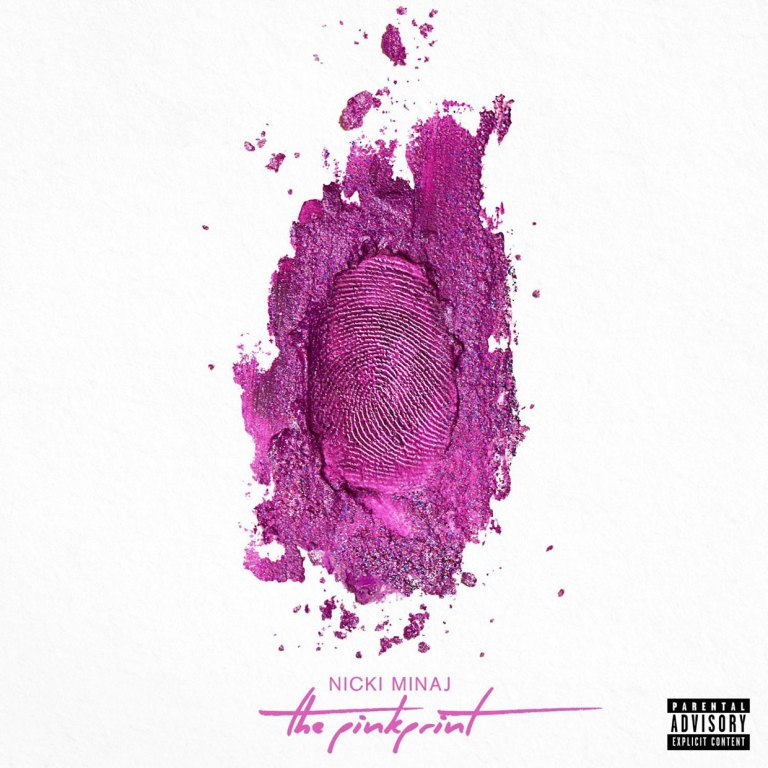 NICKI MINAJ
the pinkprint
PARENTAL
ADVISORY
EXPLICIT CONTENT